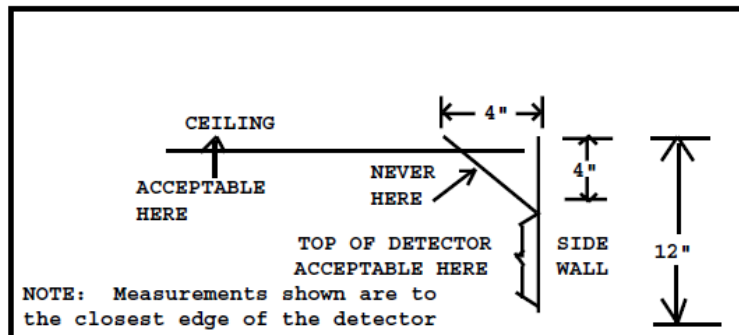 4"
CEILING
4"
NEVER
HERE
ACCEPTABLE
HERE
TOP OF DETECTOR
ACCEPTABLE HERE
SIDE
WALL
12"
NOTE: Measurements shown are to
the closest edge of the detector